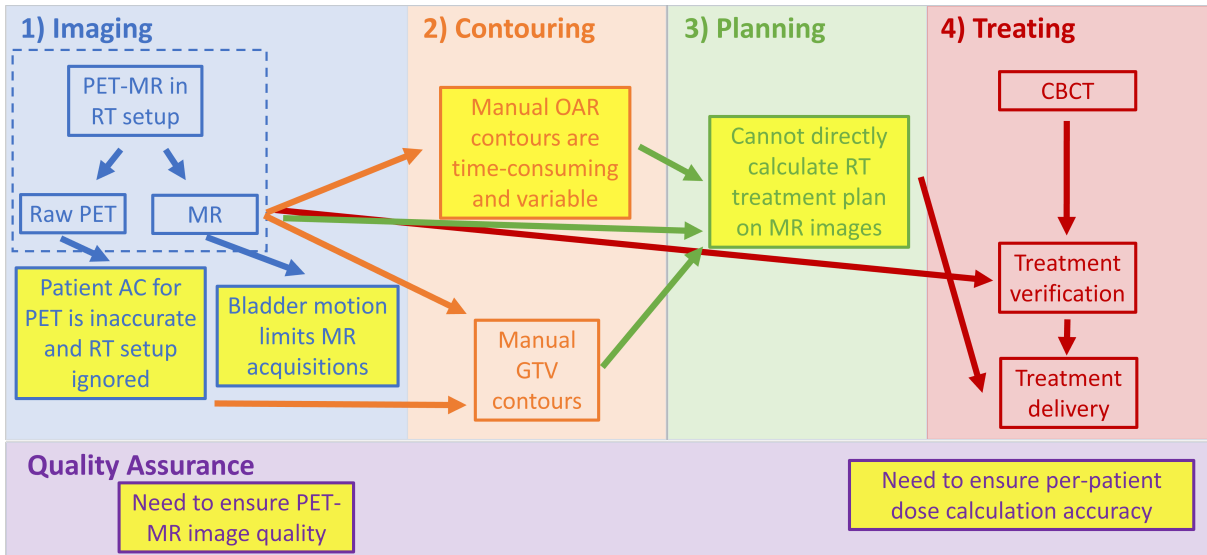 1) Imaging
PET-MR in
RT setup
Raw PET
MR
Patient AC for
PET is inaccurate
and RT setup
ignored
Bladder motion
limits MR
acquisitions
2) Contouring
Manual OAR
contours are
time-consuming
and variable
Manual
GTV
contours
3) Planning
Cannot directly
calculate RT
treatment plan
on MR images
4) Treating
CBCT
Treatment
verification
Treatment
delivery
Quality Assurance
Need to ensure PET-
MR image quality
Need to ensure per-patient
dose calculation accuracy